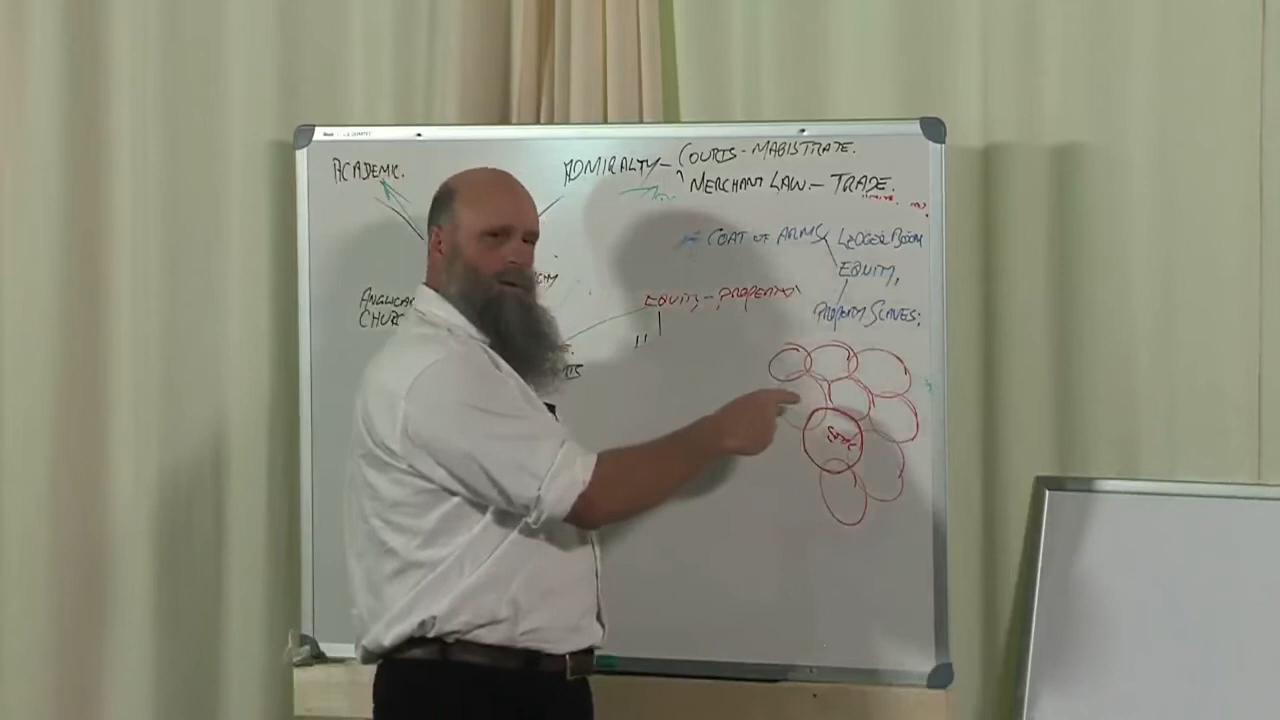 ACADEMIC.
ADMIRALTY - COURTS - MAGISTRATE.
MERCHANT LAW - TRADE.
COAT OF ARMS
LEDGER BOOK
EQUITY,
ANGLICAN
CHURC
EQUITY - PROPERTY
PROPERTY SLAVES: